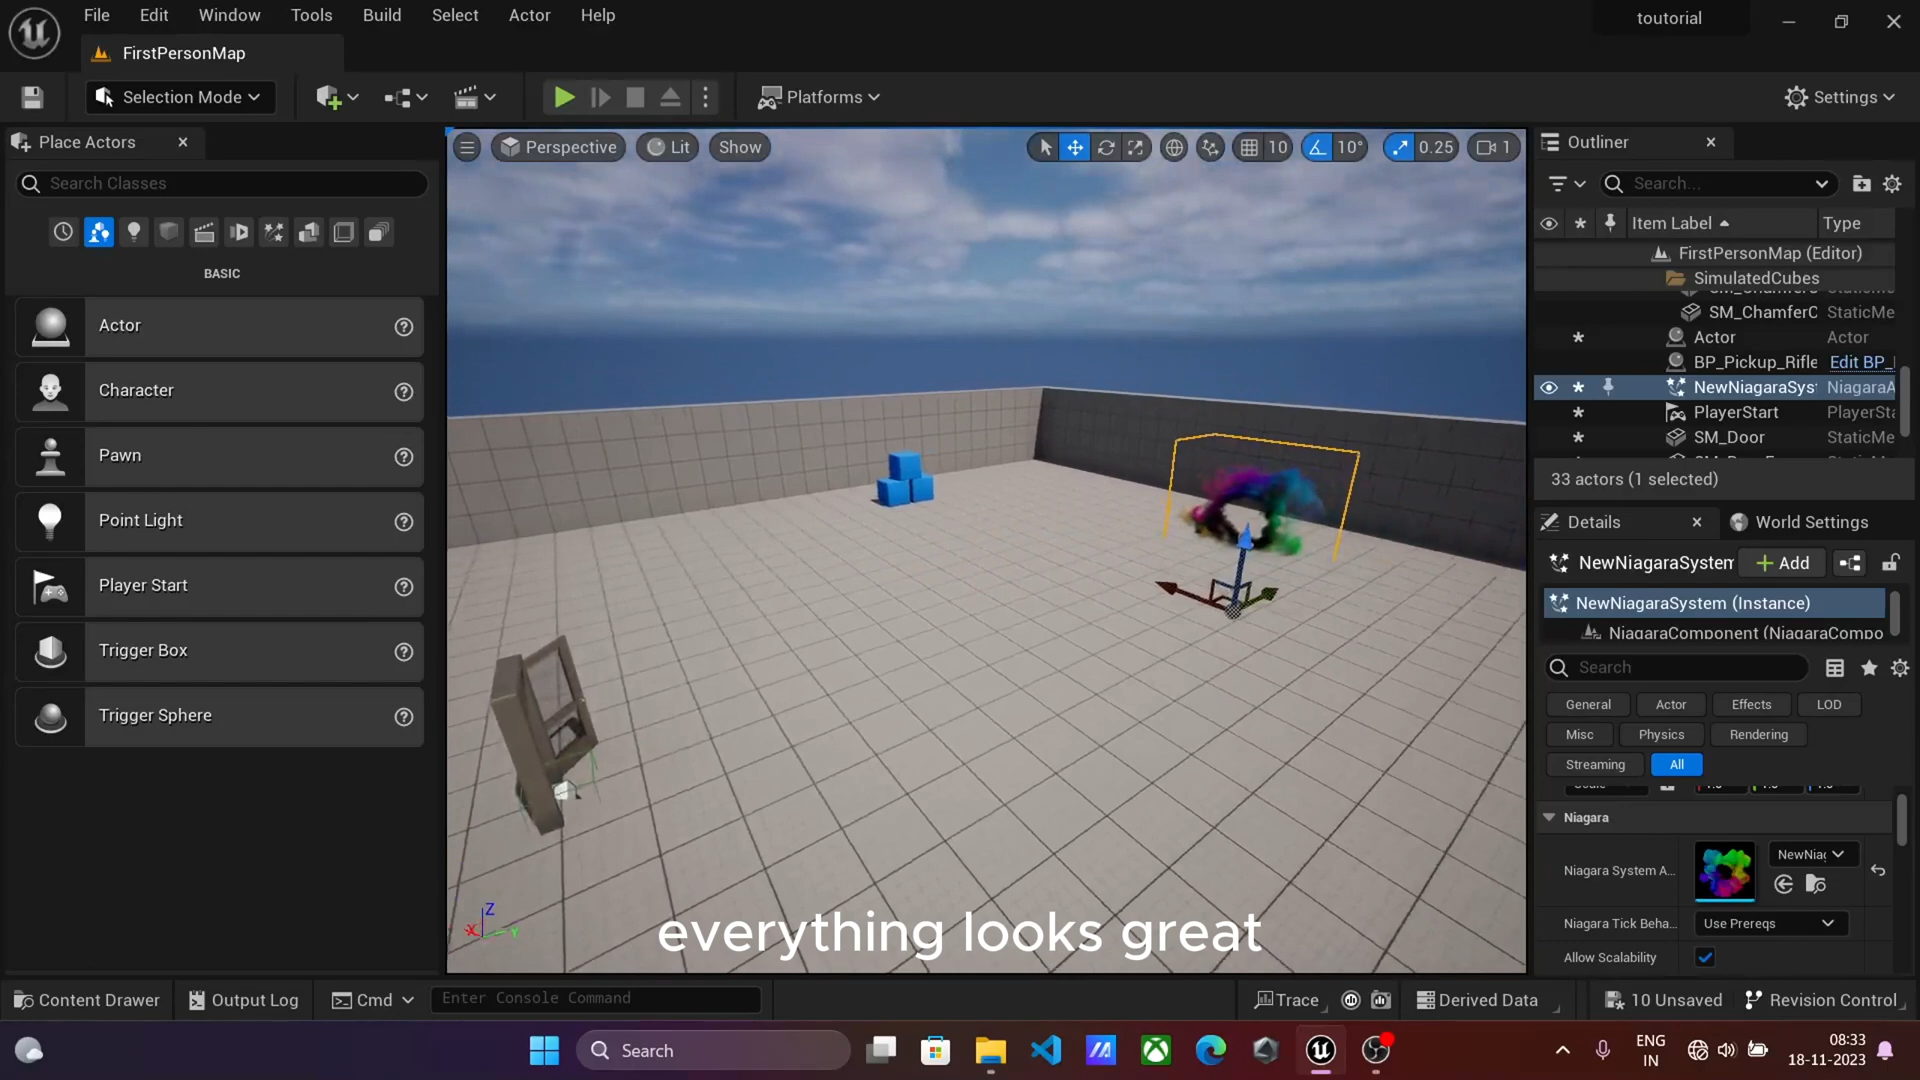 File Edit Window Tools Build Select Actor Help
toutorial
FirstPersonMap
Selection Mode
Platforms
Settings
Place Actors
Search Classes
BASIC
Actor
Character
Pawn
Point Light
Player Start
Trigger Box
Trigger Sphere
Perspective
Lit
Show
10
10°
0.25
1
Z
X
Y
everything looks great
Outliner
Search...
Item Label
Type
FirstPersonMap (Editor)
SimulatedCubes
SM_ChamferC StaticMe
Actor Actor
BP_Pickup_Rifle Edit BP_
NewNiagaraSys NiagaraA
PlayerStart PlayerSta
SM_Door StaticMe
33 actors (1 selected)
Details
World Settings
NewNiagaraSystem
Add
NewNiagaraSystem (Instance)
NiagaraComponent (NiagaraCompo
Search
General Actor Effects LOD
Misc Physics Rendering
Streaming All
Niagara
Niagara System A...
NewNiag
Niagara Tick Beha...
Use Prereqs
Allow Scalability
Content Drawer
Output Log
Cmd
Enter Console Command
Trace
Derived Data
10 Unsaved
Revision Control
Search
ENG
IN
08:33
18-11-2023